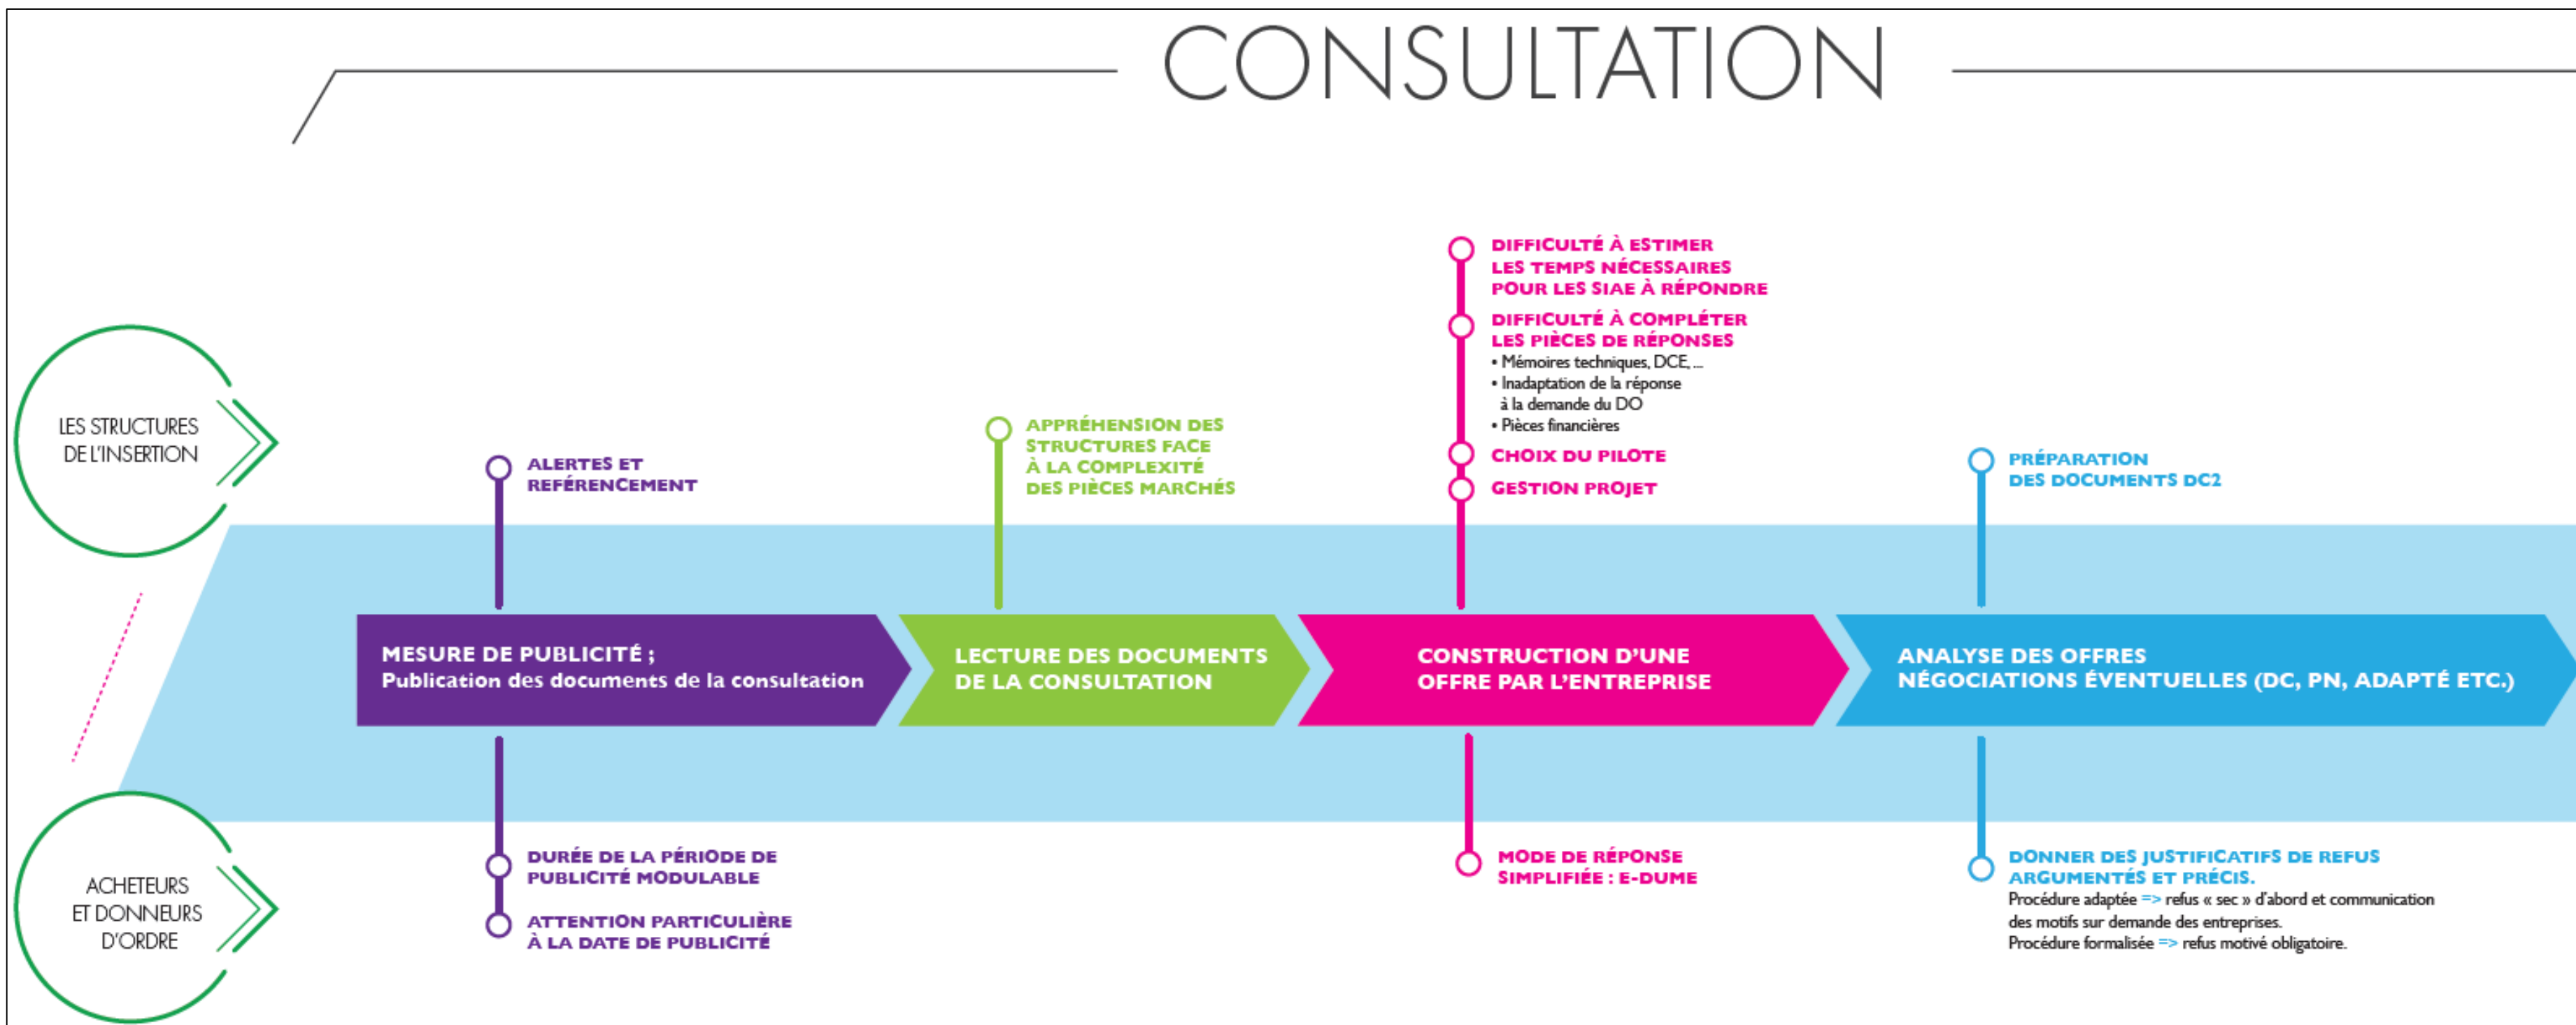 CONSULTATION
LES STRUCTURES
DE L'INSERTION
ALERTES ET
REFÉRENCEMENT
APPRÉHENSION DES
STRUCTURES FACE
À LA COMPLEXITÉ
DES PIÈCES MARCHÉS
DIFFICULTÉ À ESTIMER
LES TEMPS NÉCESSAIRES
POUR LES SIAE À RÉPONDRE
DIFFICULTÉ À COMPLÉTER
LES PIÈCES DE RÉPONSES
• Mémoires techniques, DCE, ...
• Inadaptation de la réponse
à la demande du DO
• Pièces financières
CHOIX DU PILOTE
GESTION PROJET
PRÉPARATION
DES DOCUMENTS DC2
MESURE DE PUBLICITÉ ;
Publication des documents de la consultation
LECTURE DES DOCUMENTS
DE LA CONSULTATION
CONSTRUCTION D'UNE
OFFRE PAR L'ENTREPRISE
ANALYSE DES OFFRES
NÉGOCIATIONS ÉVENTUELLES (DC, PN, ADAPTÉ ETC.)
ACHETEURS
ET DONNEURS
D'ORDRE
DURÉE DE LA PÉRIODE DE
PUBLICITÉ MODULABLE
ATTENTION PARTICULIÈRE
À LA DATE DE PUBLICITÉ
MODE DE RÉPONSE
SIMPLIFIÉE : E-DUME
DONNER DES JUSTIFICATIFS DE REFUS
ARGUMENTÉS ET PRÉCIS.
Procédure adaptée => refus « sec » d'abord et communication
des motifs sur demande des entreprises.
Procédure formalisée => refus motivé obligatoire.